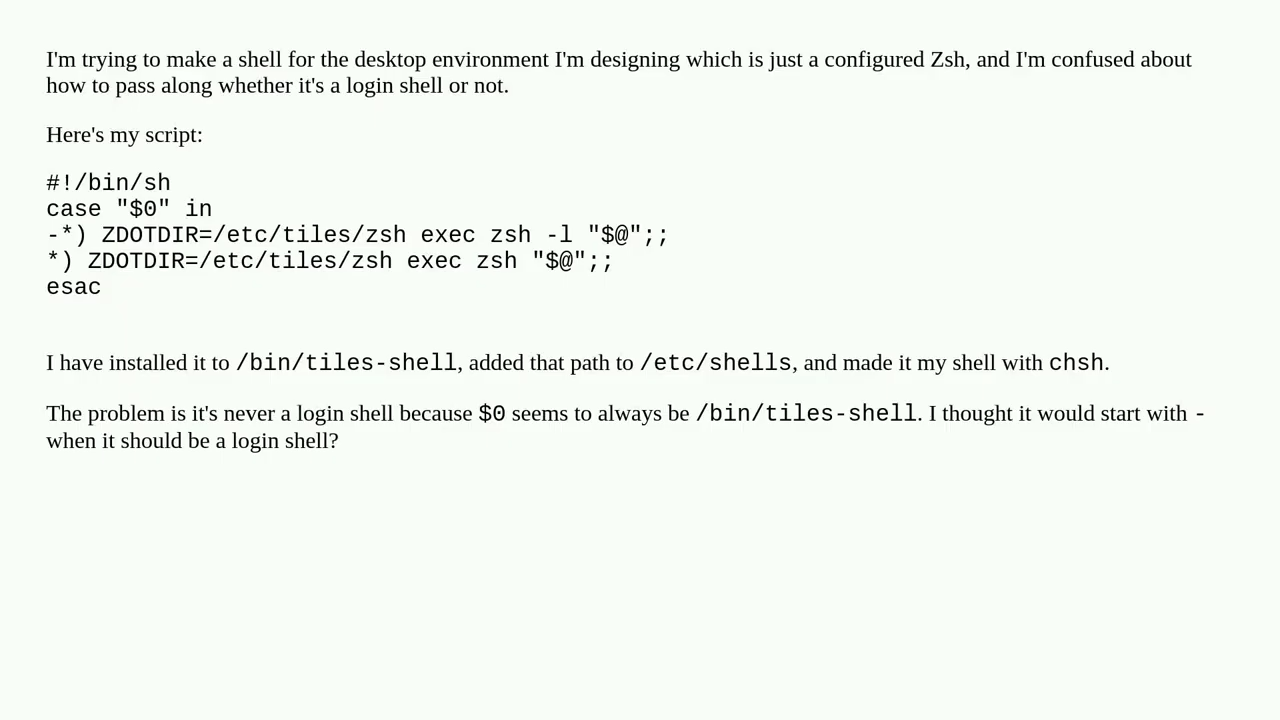 I'm trying to make a shell for the desktop environment I'm designing which is just a configured Zsh, and I'm confused about
how to pass along whether it's a login shell or not.
Here's my script:
#!/bin/sh
case "$0" in
-*) ZDOTDIR=/etc/tiles/zsh exec zsh -l "$@";;
*) ZDOTDIR=/etc/tiles/zsh exec zsh "$@";;
esac
I have installed it to /bin/tiles-shell, added that path to /etc/shells, and made it my shell with chsh.
The problem is it's never a login shell because $0 seems to always be /bin/tiles-shell. I thought it would start with -
when it should be a login shell?